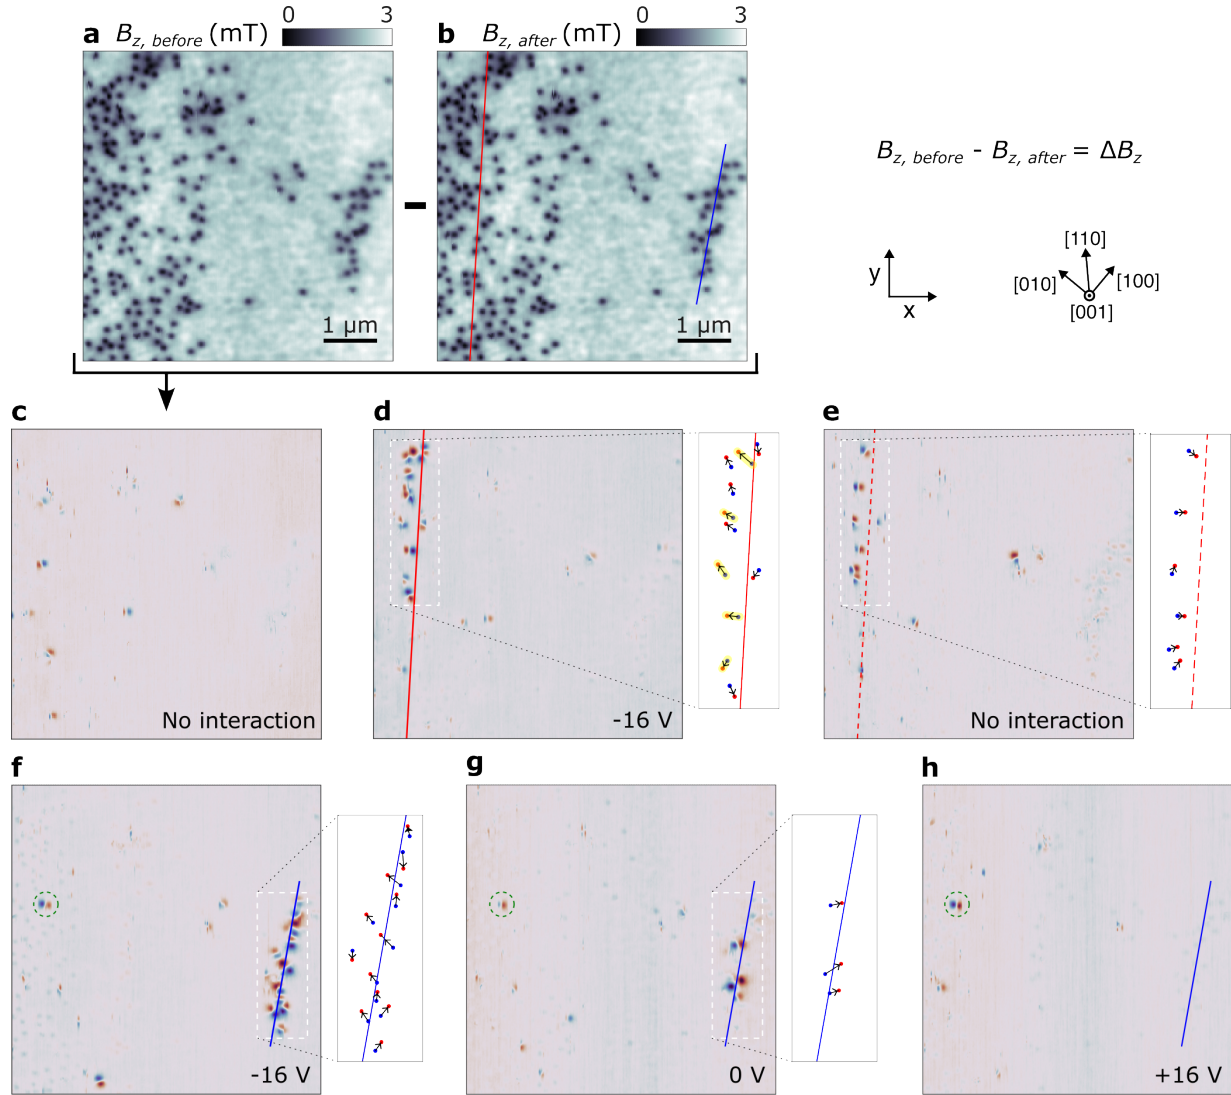 a B_z, before (mT) 0 3
b B_z, after (mT) 0 3
1 µm
1 µm
B_z, before - B_z, after = ΔB_z
y
x
[110]
[010] [100]
[001]
c
No interaction
d
-16 V
e
No interaction
f
-16 V
g
0 V
h
+16 V